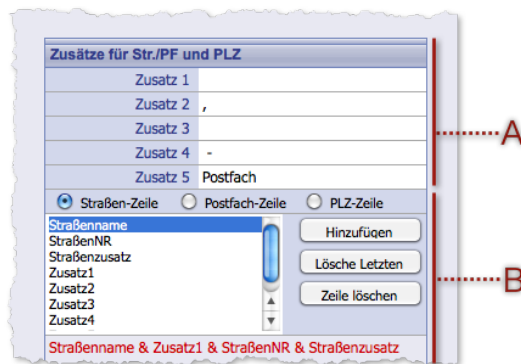 Zusätze für Str./PF und PLZ
Zusatz 1
Zusatz 2 ,
Zusatz 3
Zusatz 4 -
Zusatz 5 Postfach
A
Straßen-Zeile Postfach-Zeile PLZ-Zeile
Straßenname
StraßenNR
Straßenzusatz
Zusatz1
Zusatz2
Zusatz3
Zusatz4
Hinzufügen
Lösche Letzten
Zeile löschen
B
Straßenname & Zusatz1 & StraßenNR & Straßenzusatz